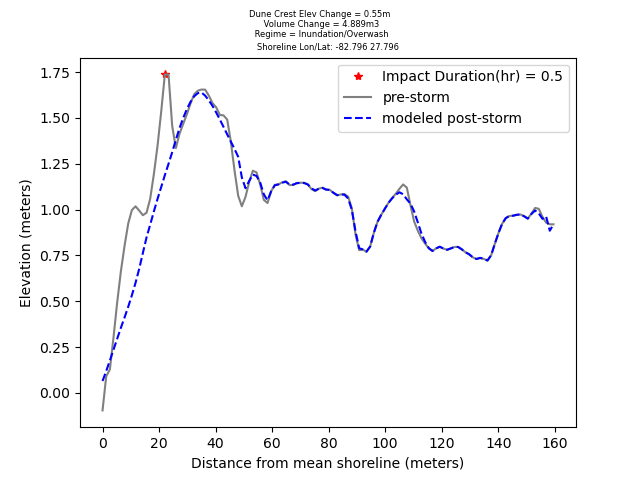 Dune Crest Elev Change = 0.55m
Volume Change = 4.889m3
Regime = Inundation/Overwash
Shoreline Lon/Lat: -82.796 27.796
Impact Duration(hr) = 0.5
pre-storm
modeled post-storm
1.75
1.50
1.25
1.00
0.75
0.50
0.25
0.00
Elevation (meters)
0 20 40 60 80 100 120 140 160
Distance from mean shoreline (meters)